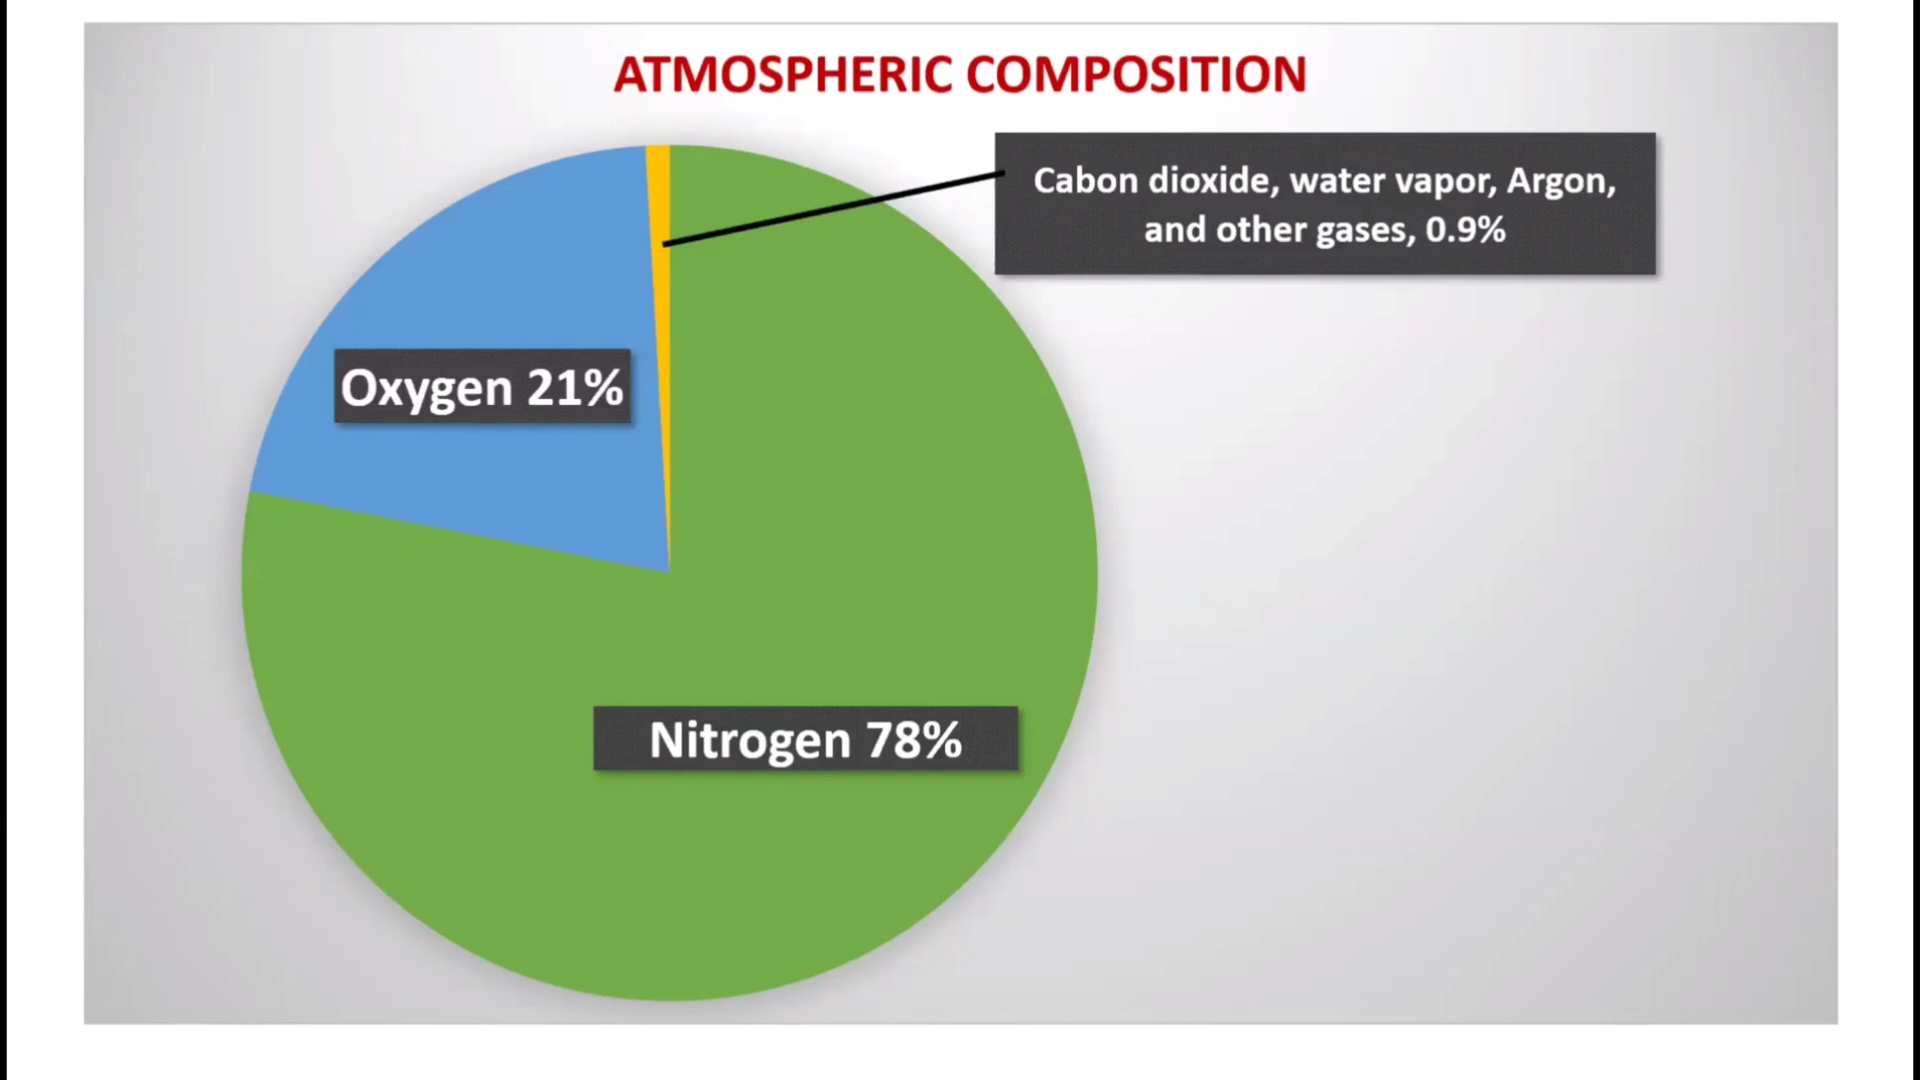 ATMOSPHERIC COMPOSITION
Cabon dioxide, water vapor, Argon,
and other gases, 0.9%
Oxygen 21%
Nitrogen 78%